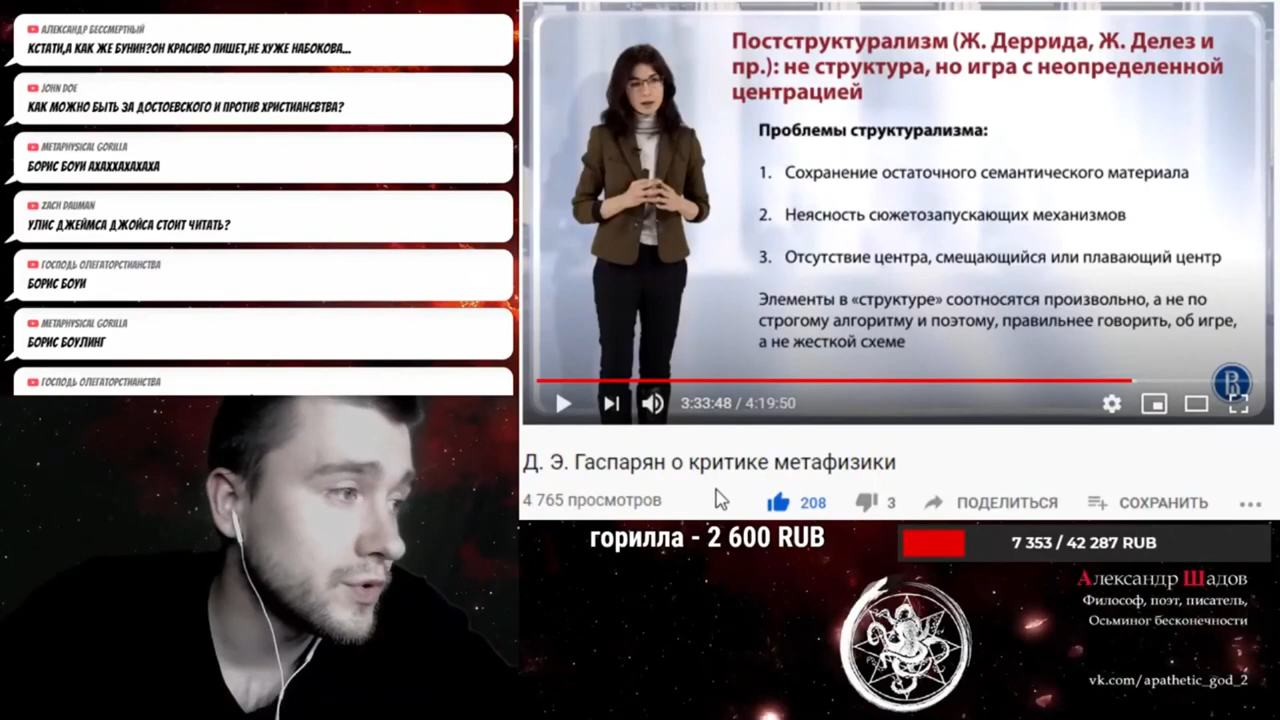 АЛЕКСАНДР БЕССМЕРТНЫЙ
КСТАТИ,А КАК ЖЕ БУНИН?ОН КРАСИВО ПИШЕТ,НЕ ХУЖЕ НАБОКОВА...
JOHN DOE
КАК МОЖНО БЫТЬ ЗА ДОСТОЕВСКОГО И ПРОТИВ ХРИСТИАНСВТВА?
METAPHYSICAL GORILLA
БОРИС БОУИ АХАХХАХАХАХА
ZACH DAUMAN
УЛИС ДЖЕЙМСА ДЖОЙСА СТОИТ ЧИТАТЬ?
ГОСПОДЬ ОЛЕГАТОРСТИАНСТВА
БОРИС БОУИ
METAPHYSICAL GORILLA
БОРИС БОУЛИНГ
ГОСПОДЬ ОЛЕГАТОРСТИАНСТВА
Постструктурализм (Ж. Деррида, Ж. Делез и
пр.): не структура, но игра с неопределенной
центрацией
Проблемы структурализма:
1. Сохранение остаточного семантического материала
2. Неясность сюжетозапускающих механизмов
3. Отсутствие центра, смещающийся или плавающий центр
Элементы в «структуре» соотносятся произвольно, а не по
строгому алгоритму и поэтому, правильнее говорить, об игре,
а не жесткой схеме
3:33:48 / 4:19:50
Д. Э. Гаспарян о критике метафизики
4 765 просмотров
208
3
ПОДЕЛИТЬСЯ
СОХРАНИТЬ
горилла - 2 600 RUB
7 353 / 42 287 RUB
Александр Шадов
Философ, поэт, писатель,
Осьминог бесконечности
vk.com/apathetic_god_2